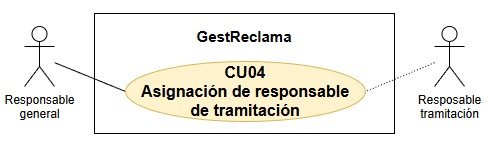 GestReclama
CU04
Asignación de responsable
de tramitación
Responsable
general
Resposable
tramitación